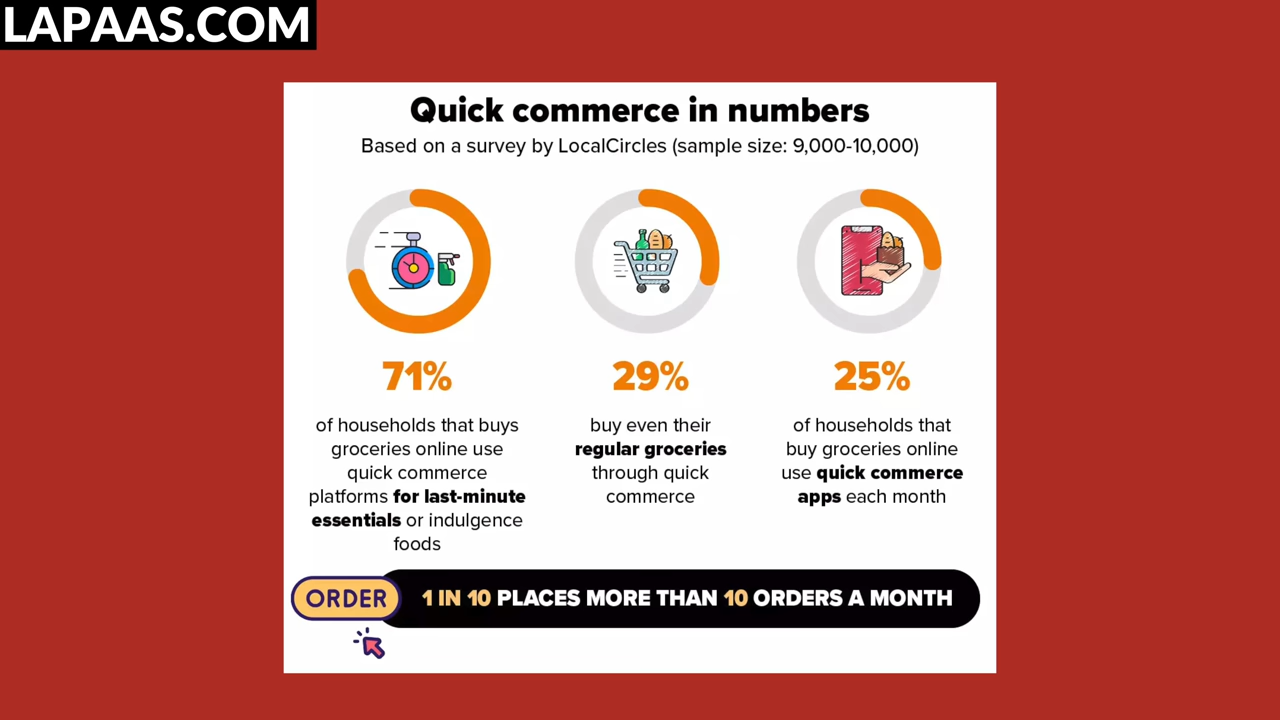 LAPAAS.COM
Quick commerce in numbers
Based on a survey by LocalCircles (sample size: 9,000-10,000)
71%
of households that buys
groceries online use
quick commerce
platforms for last-minute
essentials or indulgence
foods
29%
buy even their
regular groceries
through quick
commerce
25%
of households that
buy groceries online
use quick commerce
apps each month
ORDER
1 IN 10 PLACES MORE THAN 10 ORDERS A MONTH